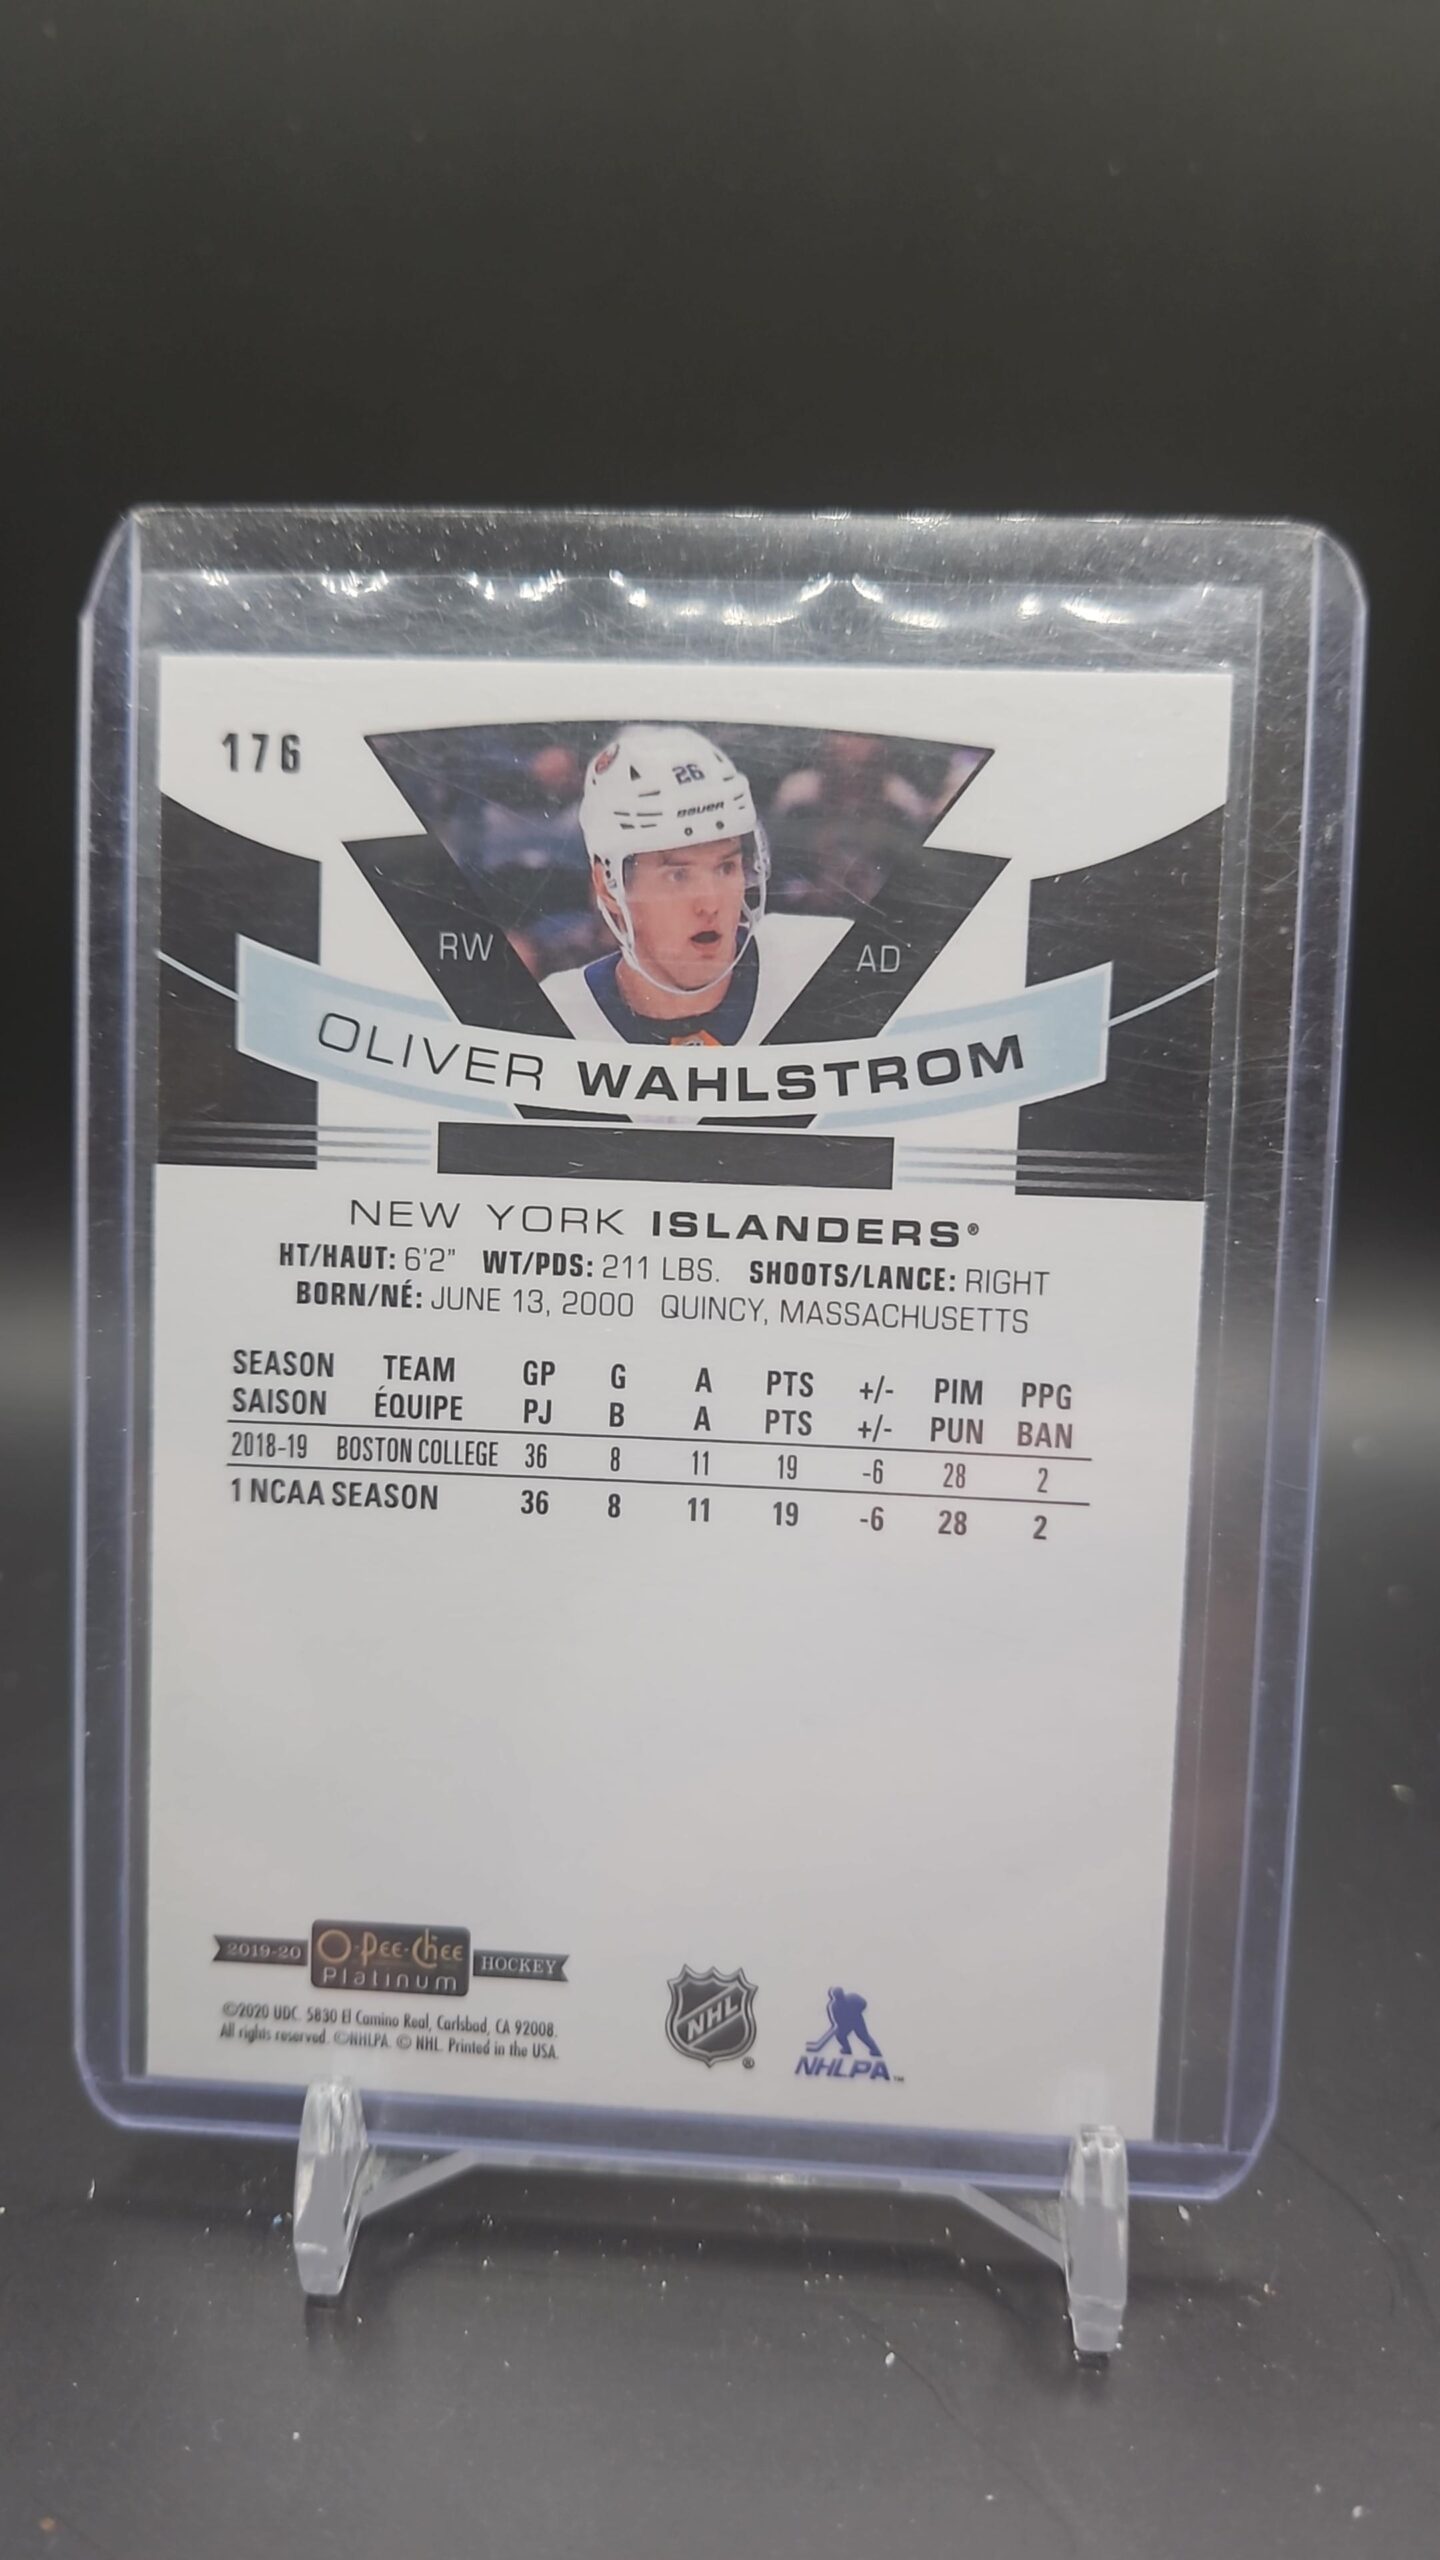 176
26
BAUER
RW
AD
OLIVER WAHLSTROM
NEW YORK ISLANDERS®
HT/HAUT: 6'2" WT/PDS: 211 LBS. SHOOTS/LANCE: RIGHT
BORN/NÉ: JUNE 13, 2000 QUINCY, MASSACHUSETTS
SEASON TEAM GP G A PTS +/- PIM PPG
SAISON ÉQUIPE PJ B A PTS +/- PUN BAN
2018-19 BOSTON COLLEGE 36 8 11 19 -6 28 2
1 NCAA SEASON 36 8 11 19 -6 28 2
2019-20 O-Pee-Chee Platinum HOCKEY
©2020 UDC. 5830 El Camino Real, Carlsbad, CA 92008.
All rights reserved. ©NHLPA. © NHL. Printed in the USA.
NHL®
NHLPA™